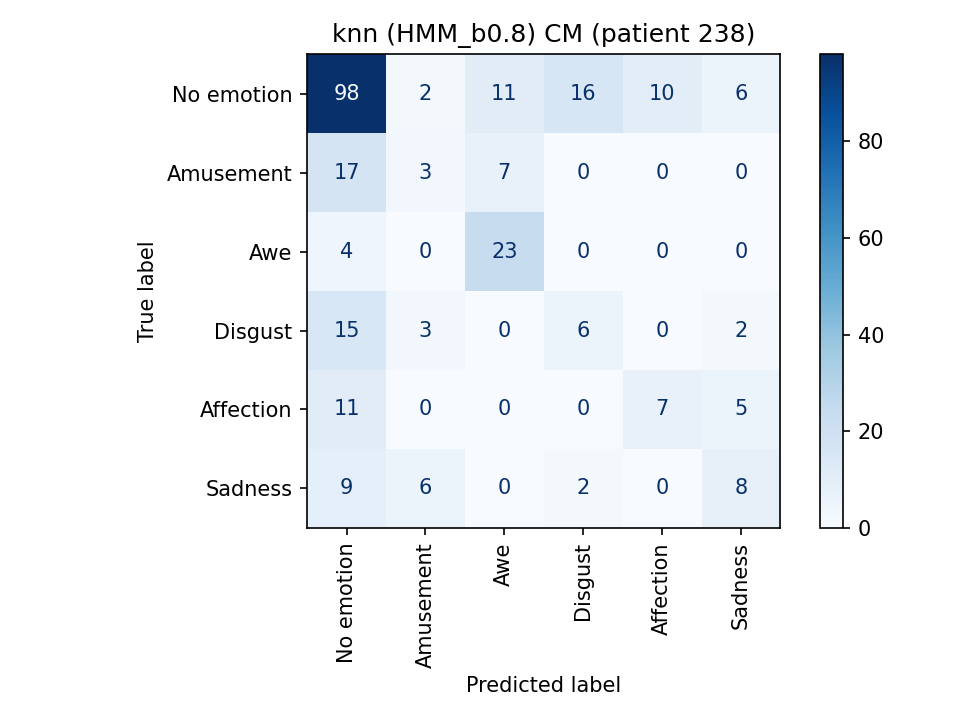 knn (HMM_b0.8) CM (patient 238)
No emotion 98 2 11 16 10 6
Amusement 17 3 7 0 0 0
Awe 4 0 23 0 0 0
Disgust 15 3 0 6 0 2
Affection 11 0 0 0 7 5
Sadness 9 6 0 2 0 8
True label
No emotion
Amusement
Awe
Disgust
Affection
Sadness
Predicted label
80
60
40
20
0